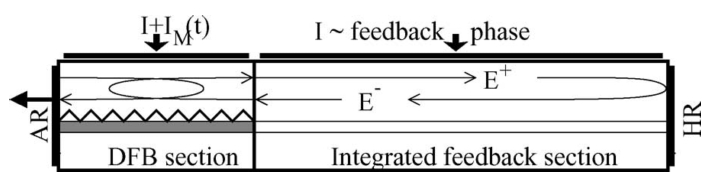 I+I_M(t) I ~ feedback phase
E⁺
E⁻
AR
HR
DFB section Integrated feedback section